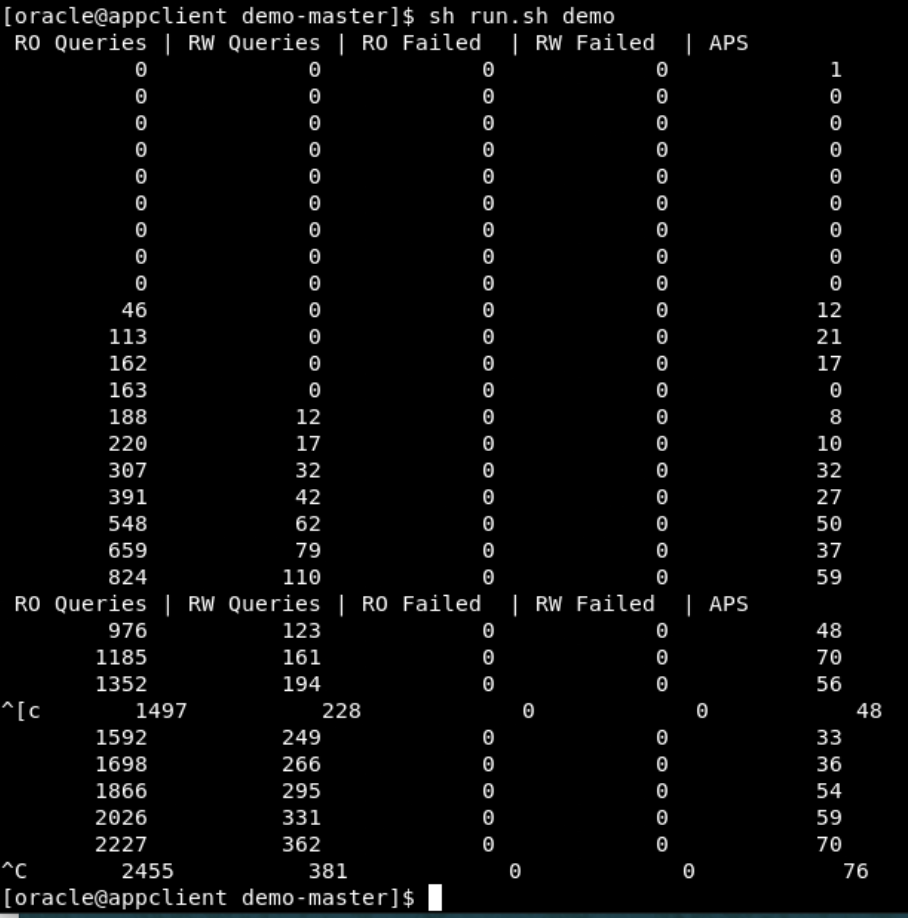 [oracle@appclient demo-master]$ sh run.sh demo
 RO Queries | RW Queries | RO Failed  | RW Failed  | APS
          0            0            0            0            1
          0            0            0            0            0
          0            0            0            0            0
          0            0            0            0            0
          0            0            0            0            0
          0            0            0            0            0
          0            0            0            0            0
          0            0            0            0            0
          0            0            0            0            0
         46            0            0            0           12
        113            0            0            0           21
        162            0            0            0           17
        163            0            0            0            0
        188           12            0            0            8
        220           17            0            0           10
        307           32            0            0           32
        391           42            0            0           27
        548           62            0            0           50
        659           79            0            0           37
        824          110            0            0           59
 RO Queries | RW Queries | RO Failed  | RW Failed  | APS
        976          123            0            0           48
       1185          161            0            0           70
       1352          194            0            0           56
^[c       1497          228            0            0           48
       1592          249            0            0           33
       1698          266            0            0           36
       1866          295            0            0           54
       2026          331            0            0           59
       2227          362            0            0           70
^C       2455          381            0            0           76
[oracle@appclient demo-master]$